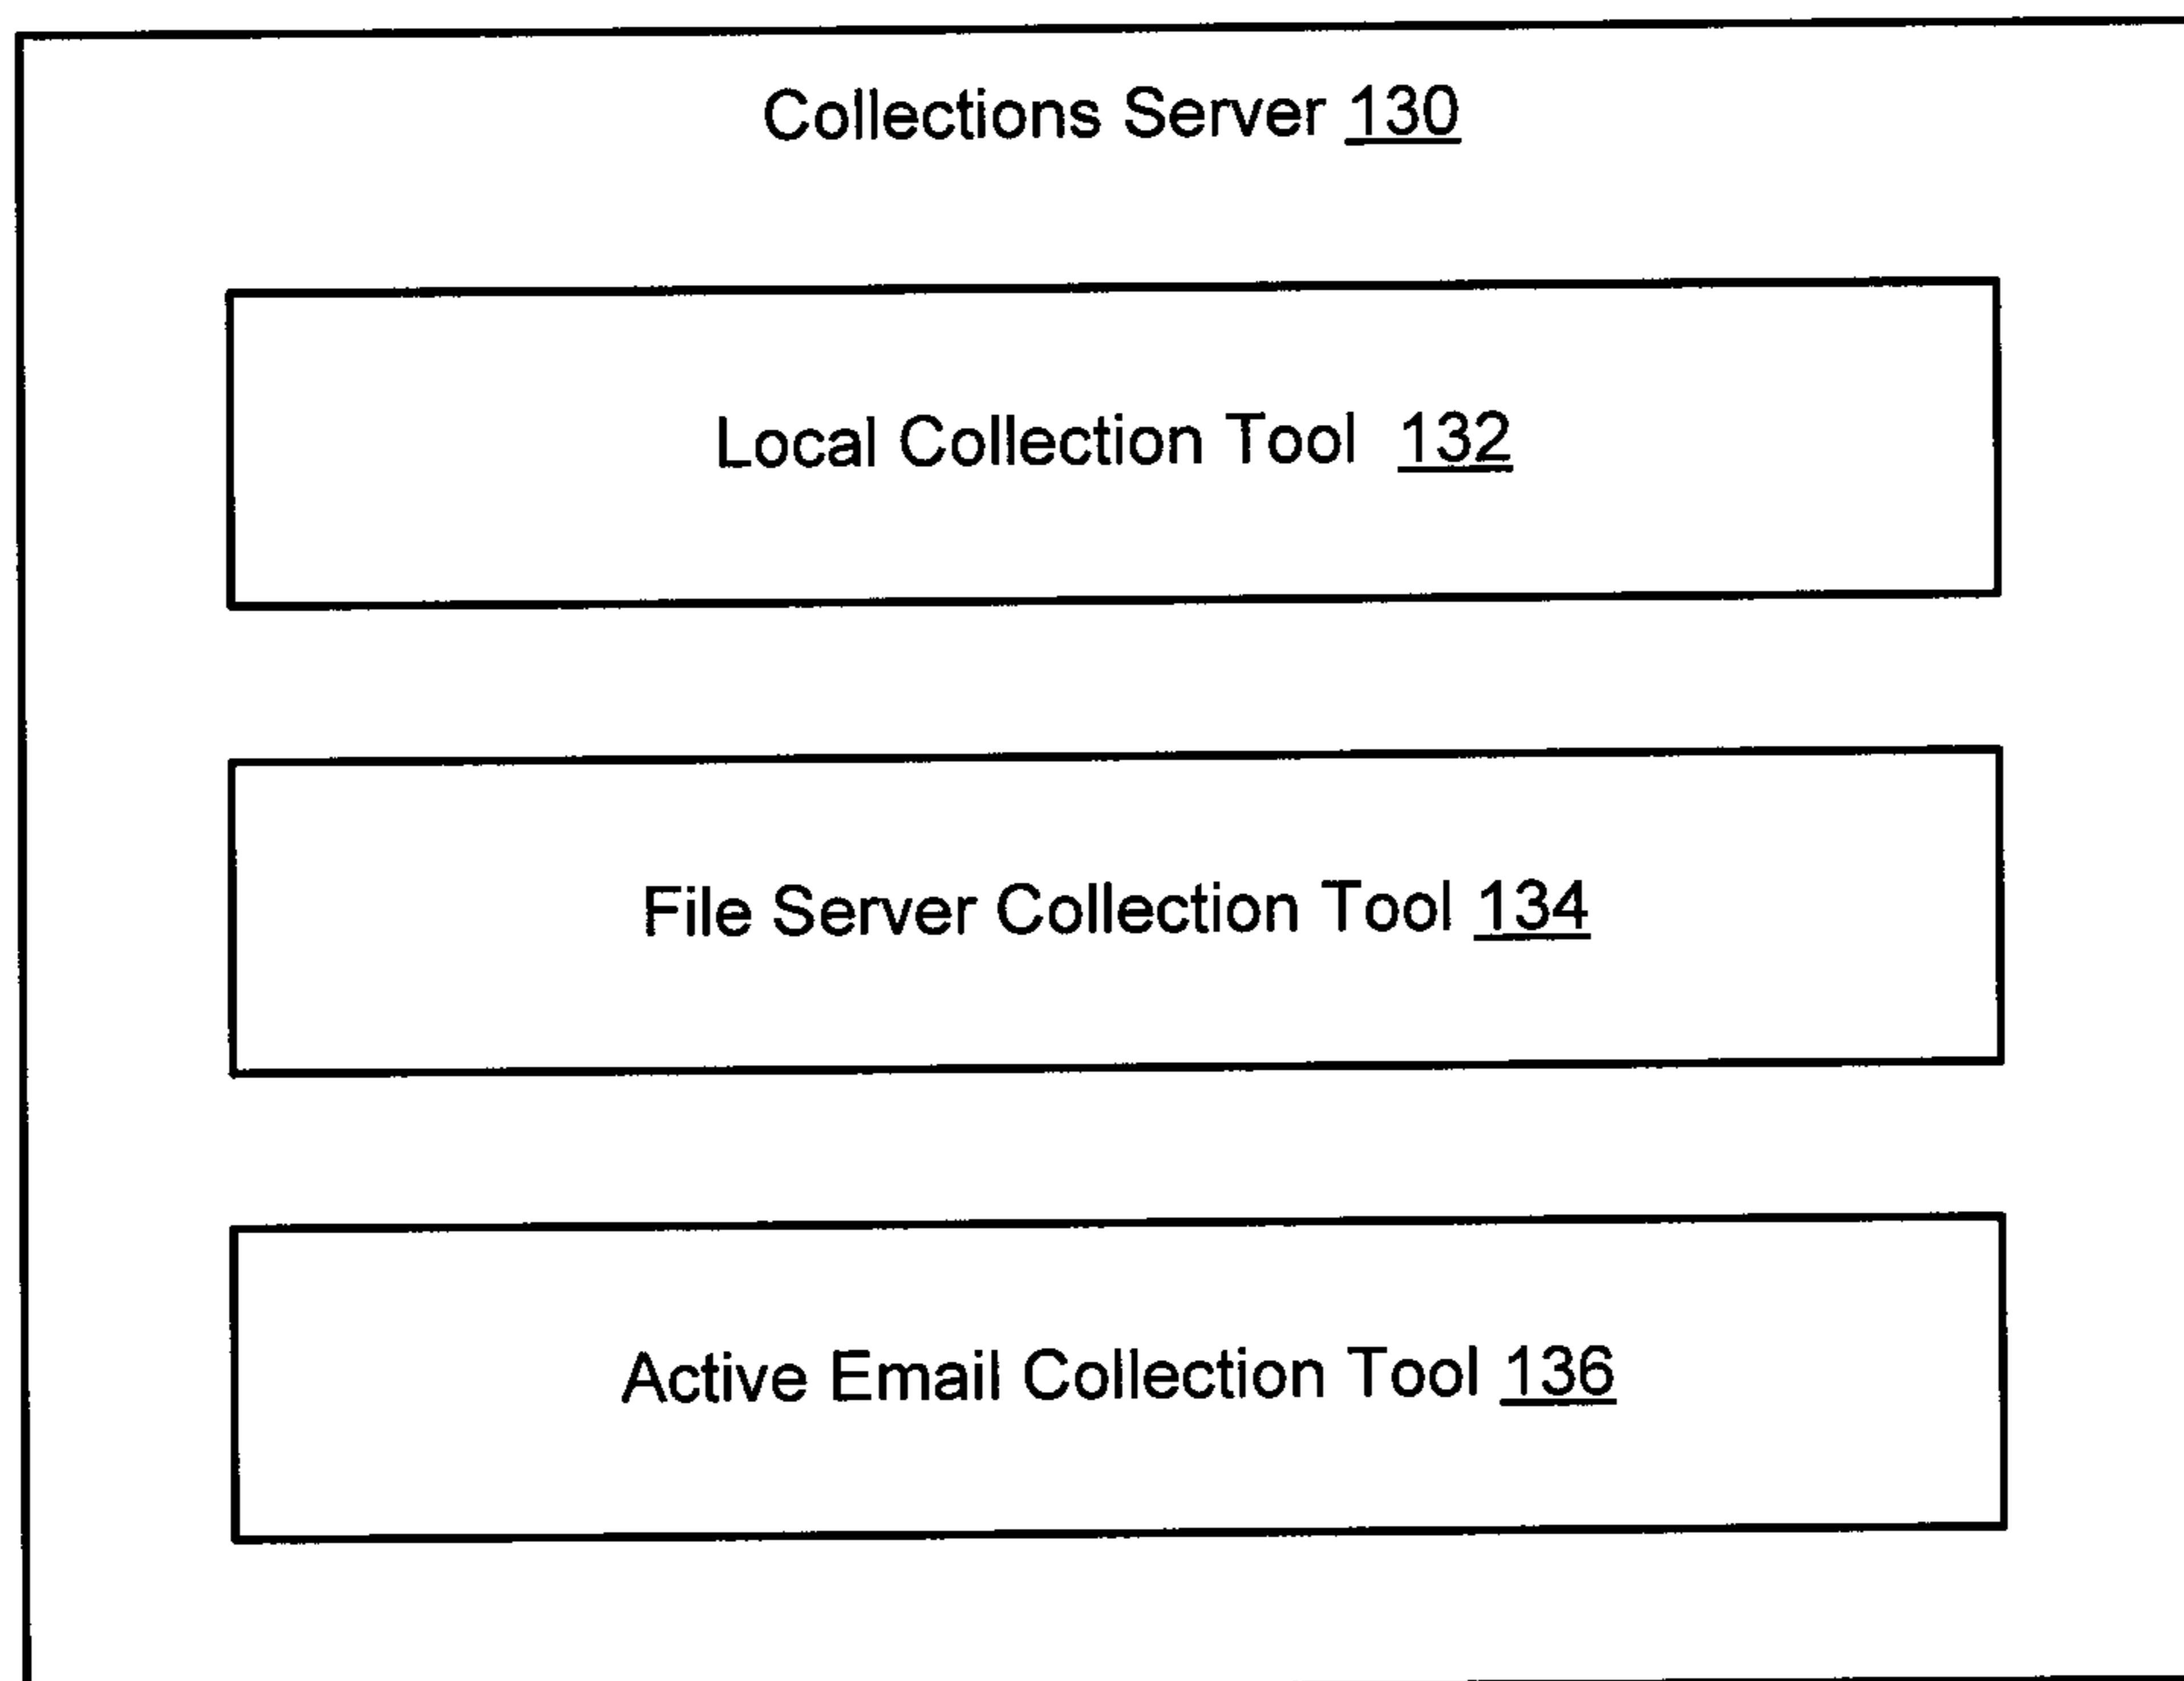 Collections Server 130
Local Collection Tool 132
File Server Collection Tool 134
Active Email Collection Tool 136